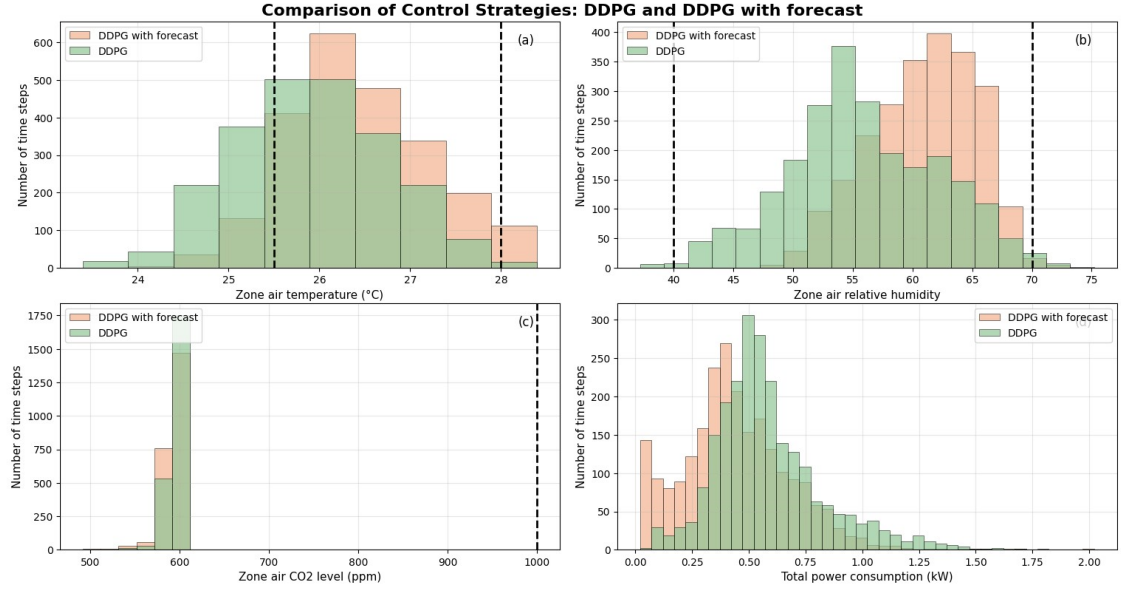 Comparison of Control Strategies: DDPG and DDPG with forecast
DDPG with forecast
DDPG
(a)
Number of time steps
600
500
400
300
200
100
0
24
25
26
27
28
Zone air temperature (°C)
DDPG with forecast
DDPG
(b)
Number of time steps
400
350
300
250
200
150
100
50
0
40
45
50
55
60
65
70
75
Zone air relative humidity
DDPG with forecast
DDPG
(c)
Number of time steps
1750
1500
1250
1000
750
500
250
0
500
600
700
800
900
1000
Zone air CO2 level (ppm)
DDPG with forecast
DDPG
(d)
Number of time steps
300
250
200
150
100
50
0
0.00
0.25
0.50
0.75
1.00
1.25
1.50
1.75
2.00
Total power consumption (kW)